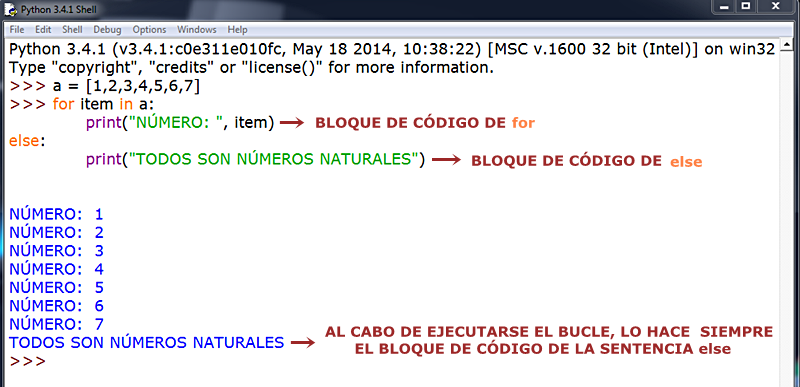 Python 3.4.1 Shell
File Edit Shell Debug Options Windows Help
Python 3.4.1 (v3.4.1:c0e311e010fc, May 18 2014, 10:38:22) [MSC v.1600 32 bit (Intel)] on win32
Type "copyright", "credits" or "license()" for more information.
>>> a = [1,2,3,4,5,6,7]
>>> for item in a:
print("NÚMERO: ", item) → BLOQUE DE CÓDIGO DE for
else:
print("TODOS SON NÚMEROS NATURALES") → BLOQUE DE CÓDIGO DE else
NÚMERO: 1
NÚMERO: 2
NÚMERO: 3
NÚMERO: 4
NÚMERO: 5
NÚMERO: 6
NÚMERO: 7
TODOS SON NÚMEROS NATURALES → AL CABO DE EJECUTARSE EL BUCLE, LO HACE SIEMPRE
EL BLOQUE DE CÓDIGO DE LA SENTENCIA else
>>>